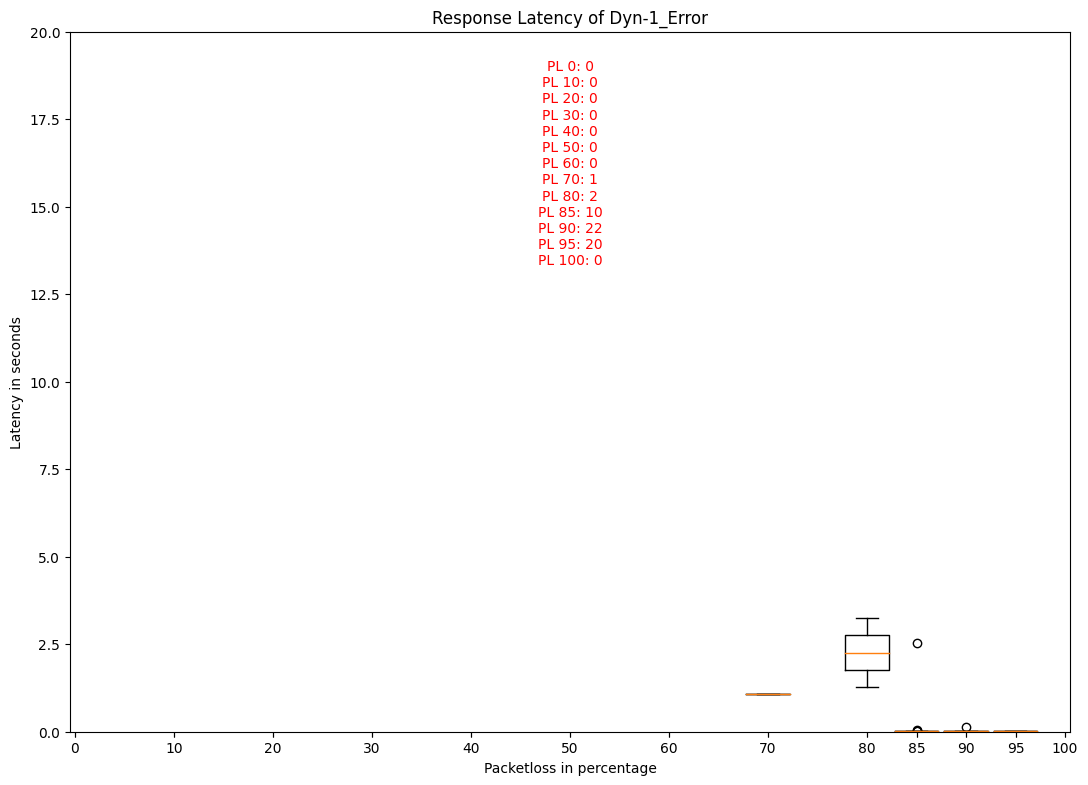 Response Latency of Dyn-1_Error
20.0
17.5
15.0
12.5
10.0
7.5
5.0
2.5
0.0
Latency in seconds
PL 0: 0
PL 10: 0
PL 20: 0
PL 30: 0
PL 40: 0
PL 50: 0
PL 60: 0
PL 70: 1
PL 80: 2
PL 85: 10
PL 90: 22
PL 95: 20
PL 100: 0
0 10 20 30 40 50 60 70 80 85 90 95 100
Packetloss in percentage